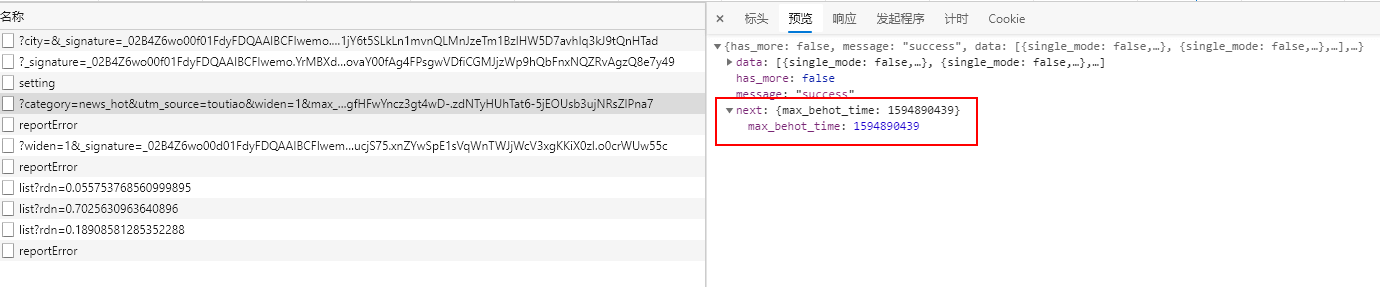 名称
?city=&_signature=_02B4Z6wo00f01FdyFDQAAIBCFIwemo....1jY6t5SLkLn1mvnQLMnJzeTm1BzIHW5D7avhIq3kJ9tQnHTad
?_signature=_02B4Z6wo00f01FdyFDQAAIBCFIwemo.YrMBXd...ovaY00fAg4FPsgwVDfiCGMJjzWp9hQbFnxNQZRvAgzQ8e7y49
setting
?category=news_hot&utm_source=toutiao&widen=1&max_...gfHFwYncz3gt4wD-.zdNTyHUhTat6-5jEOUsb3ujNRsZIPna7
reportError
?widen=1&_signature=_02B4Z6wo00d01FdyFDQAAIBCFIwem...ucjS75.xnZYwSpE1sVqWnTWJjWcV3xgKKiX0zI.o0crWUw55c
reportError
list?rdn=0.055753768560999895
list?rdn=0.7025630963640896
list?rdn=0.18908581285352288
reportError
× 标头 预览 响应 发起程序 计时 Cookie
▼{has_more: false, message: "success", data: [{single_mode: false,…}, {single_mode: false,…},…],…}
▶data: [{single_mode: false,…}, {single_mode: false,…},…]
has_more: false
message: "success"
▼next: {max_behot_time: 1594890439}
max_behot_time: 1594890439